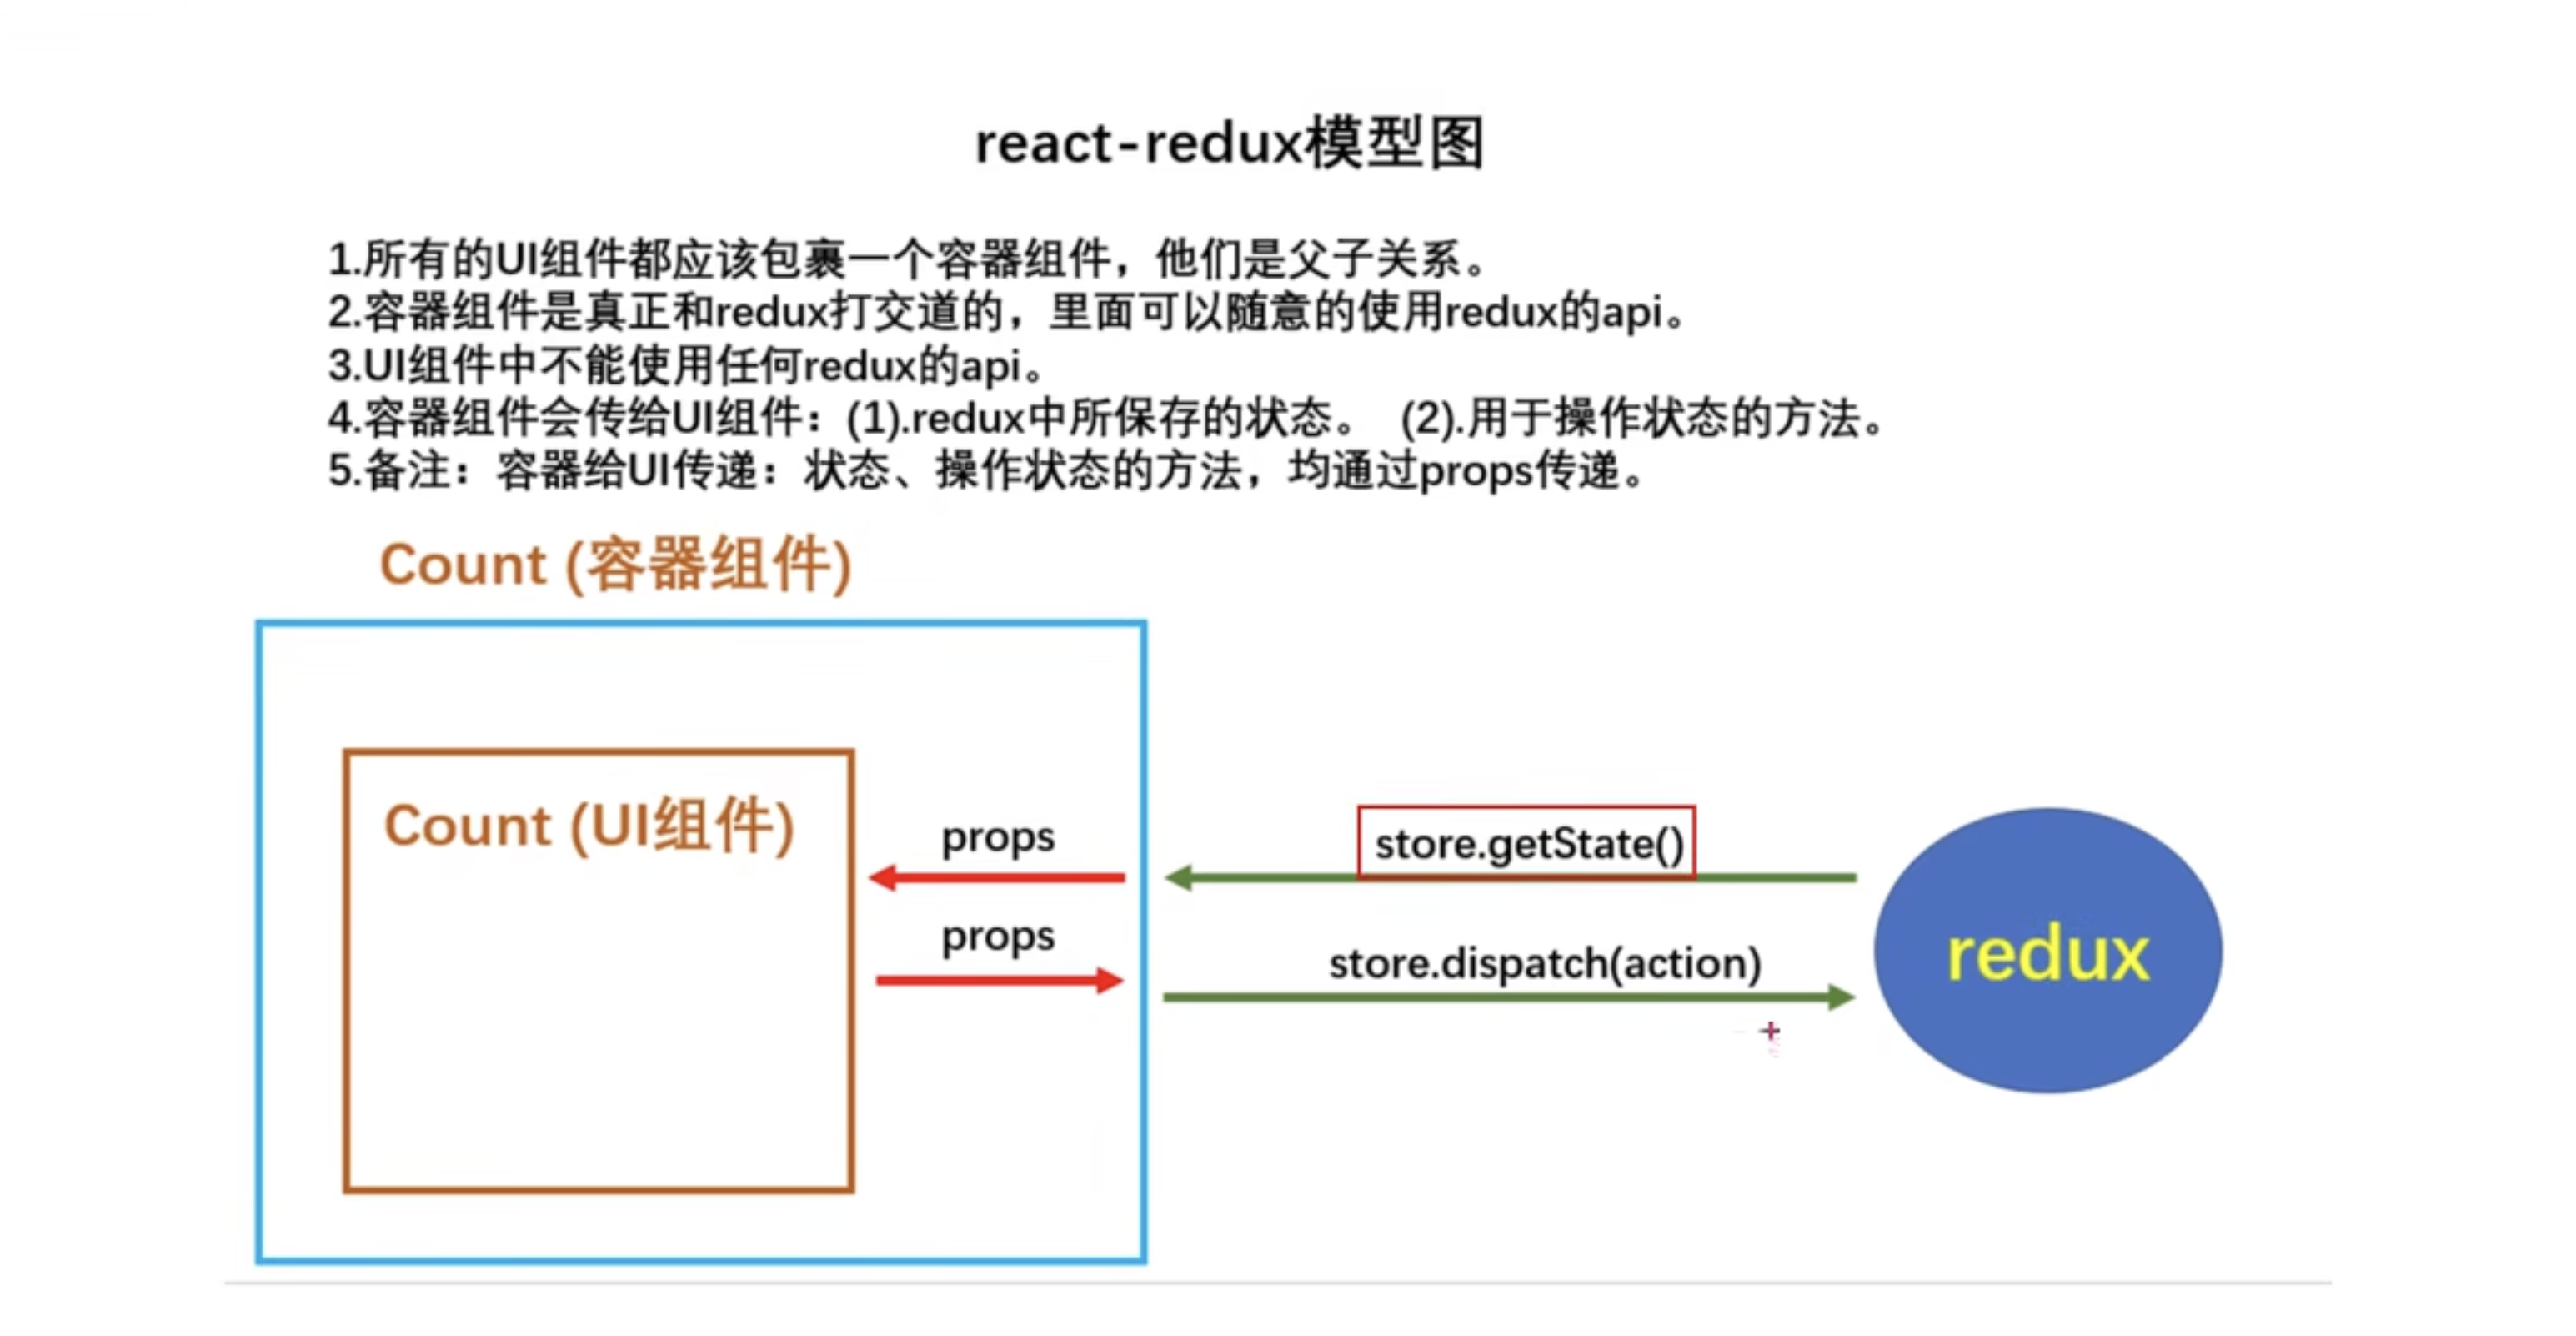 react-redux模型图
1.所有的UI组件都应该包裹一个容器组件，他们是父子关系。
2.容器组件是真正和redux打交道的，里面可以随意的使用redux的api。
3.UI组件中不能使用任何redux的api。
4.容器组件会传给UI组件：(1).redux中所保存的状态。 (2).用于操作状态的方法。
5.备注：容器给UI传递：状态、操作状态的方法，均通过props传递。
Count (容器组件)
Count (UI组件)
props
store.getState()
props
store.dispatch(action)
redux